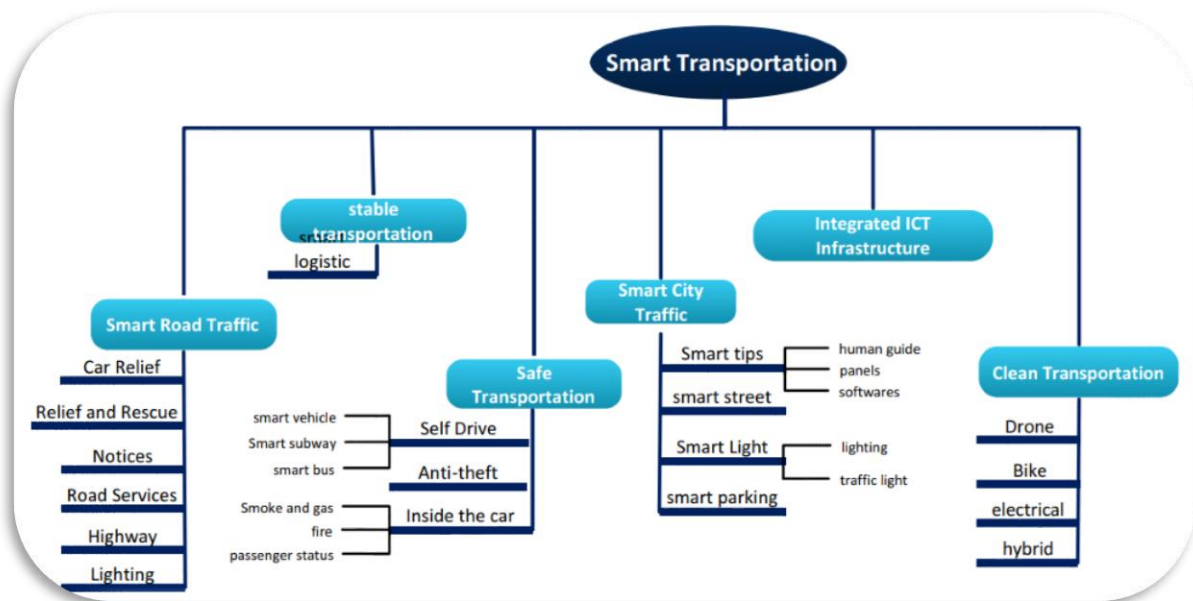 Smart Transportation
stable
transportation
smart
logistic
Integrated ICT
Infrastructure
Smart City
Traffic
Smart Road Traffic
Car Relief
Relief and Rescue
Notices
Road Services
Highway
Lighting
Safe
Transportation
Self Drive
smart vehicle
Smart subway
smart bus
Anti-theft
Inside the car
Smoke and gas
fire
passenger status
Smart tips
human guide
panels
softwares
smart street
Smart Light
lighting
traffic light
smart parking
Clean Transportation
Drone
Bike
electrical
hybrid